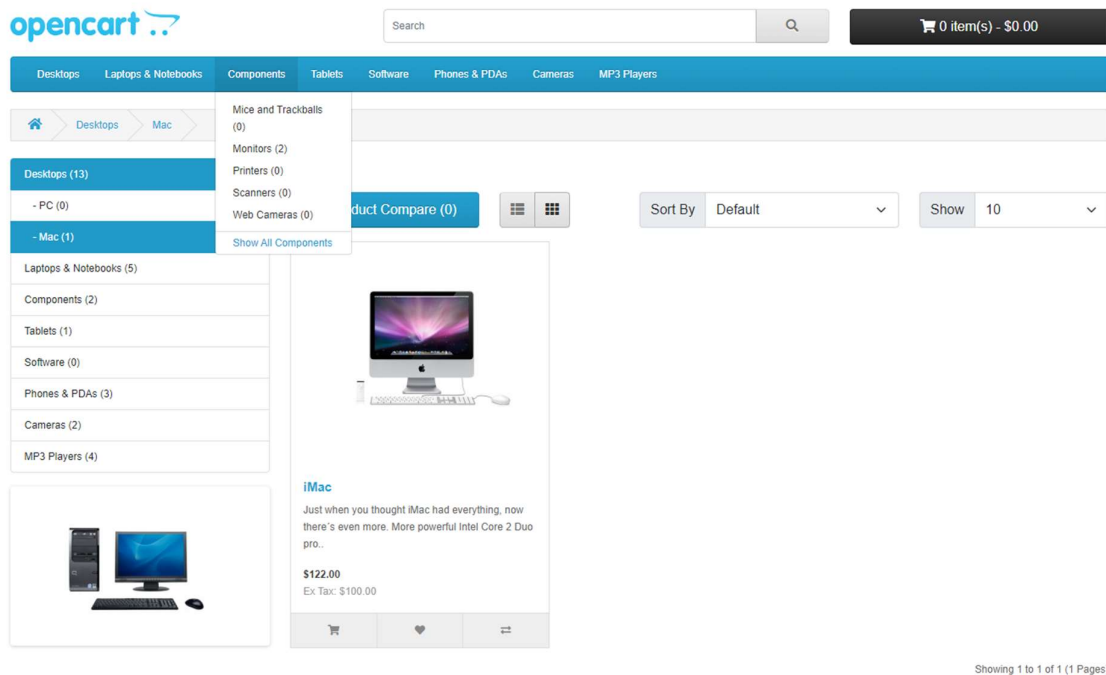 opencart
Search
0 item(s) - $0.00
Desktops Laptops & Notebooks Components Tablets Software Phones & PDAs Cameras MP3 Players
Mice and Trackballs
(0)
Monitors (2)
Printers (0)
Scanners (0)
Web Cameras (0)
Show All Components
Desktops Mac
Desktops (13)
- PC (0)
- Mac (1)
Laptops & Notebooks (5)
Components (2)
Tablets (1)
Software (0)
Phones & PDAs (3)
Cameras (2)
MP3 Players (4)
duct Compare (0)
Sort By Default
Show 10
iMac
Just when you thought iMac had everything, now
there´s even more. More powerful Intel Core 2 Duo
pro..
$122.00
Ex Tax: $100.00
Showing 1 to 1 of 1 (1 Pages